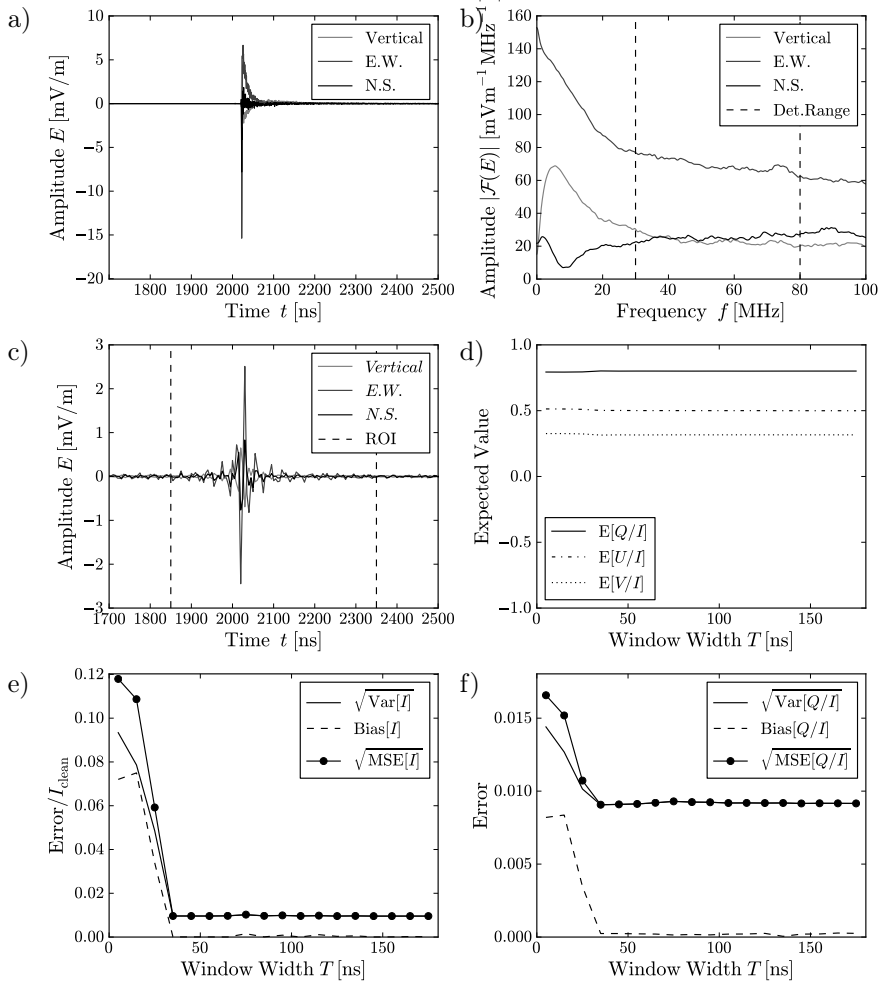 a)
10
5
0
−5
−10
−15
−20
Amplitude E [mV/m]
Vertical
E.W.
N.S.
1800 1900 2000 2100 2200 2300 2400 2500
Time t [ns]
b)
160
140
120
100
80
60
40
20
0
Amplitude |ℱ(E)| [mVm⁻¹ MHz⁻¹
Vertical
E.W.
N.S.
Det.Range
0 20 40 60 80 100
Frequency f [MHz]
c)
3
2
1
0
−1
−2
−3
Amplitude E [mV/m]
Vertical
E.W.
N.S.
ROI
1700 1800 1900 2000 2100 2200 2300 2400 2500
Time t [ns]
d)
1.0
0.5
0.0
−0.5
−1.0
Expected Value
E[Q/I]
E[U/I]
E[V/I]
0 50 100 150
Window Width T [ns]
e)
0.12
0.10
0.08
0.06
0.04
0.02
0.00
Error/I_clean
√Var[I]
Bias[I]
√MSE[I]
0 50 100 150
Window Width T [ns]
f)
0.015
0.010
0.005
0.000
Error
√Var[Q/I]
Bias[Q/I]
√MSE[Q/I]
0 50 100 150
Window Width T [ns]